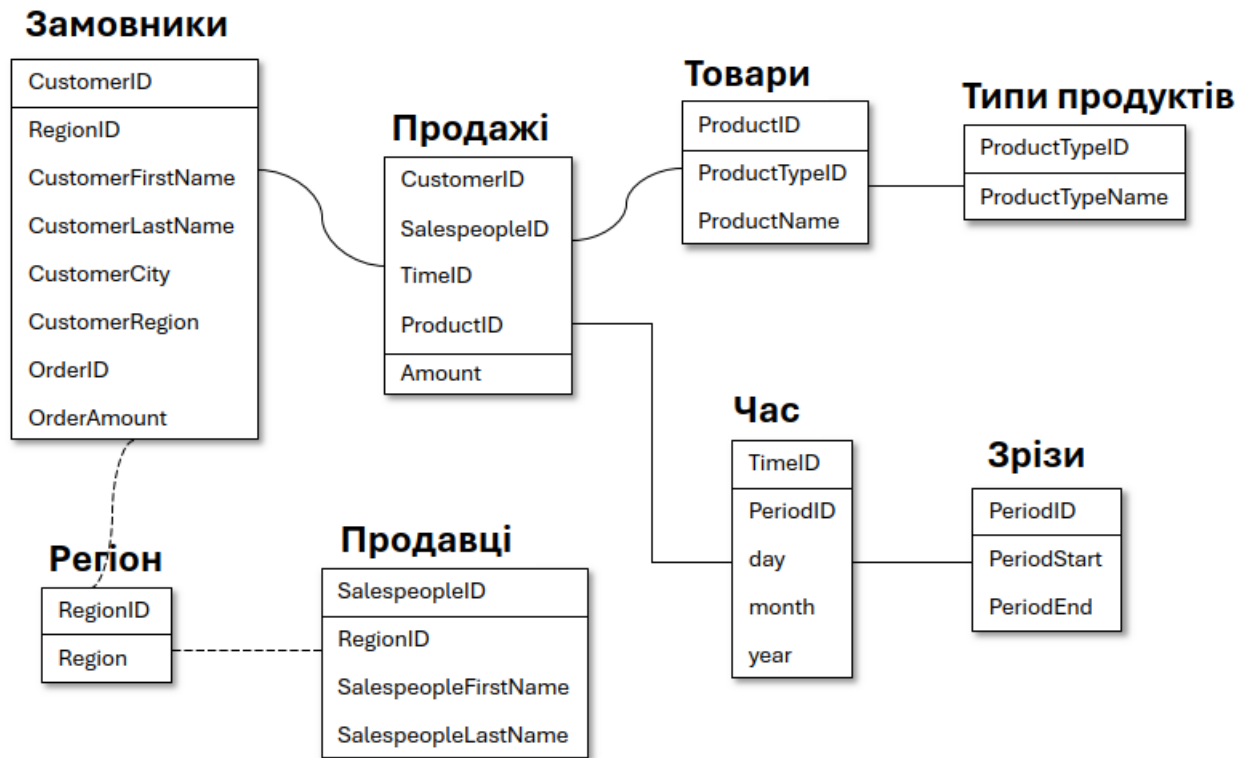 Замовники
CustomerID
RegionID
CustomerFirstName
CustomerLastName
CustomerCity
CustomerRegion
OrderID
OrderAmount
Продажі
CustomerID
SalespeopleID
TimeID
ProductID
Amount
Товари
ProductID
ProductTypeID
ProductName
Типи продуктів
ProductTypeID
ProductTypeName
Час
TimeID
PeriodID
day
month
year
Зрізи
PeriodID
PeriodStart
PeriodEnd
Регіон
RegionID
Region
Продавці
SalespeopleID
RegionID
SalespeopleFirstName
SalespeopleLastName